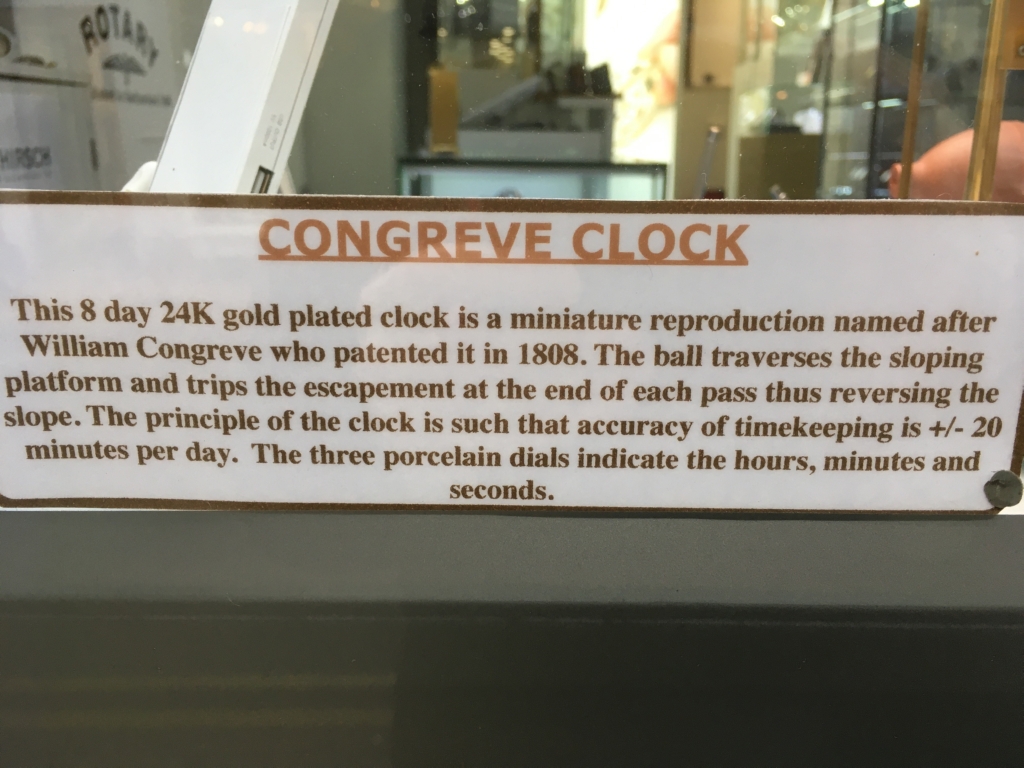 ROTARY
HIRSCH
CONGREVE CLOCK
This 8 day 24K gold plated clock is a miniature reproduction named after
William Congreve who patented it in 1808. The ball traverses the sloping
platform and trips the escapement at the end of each pass thus reversing the
slope. The principle of the clock is such that accuracy of timekeeping is +/- 20
minutes per day. The three porcelain dials indicate the hours, minutes and
seconds.